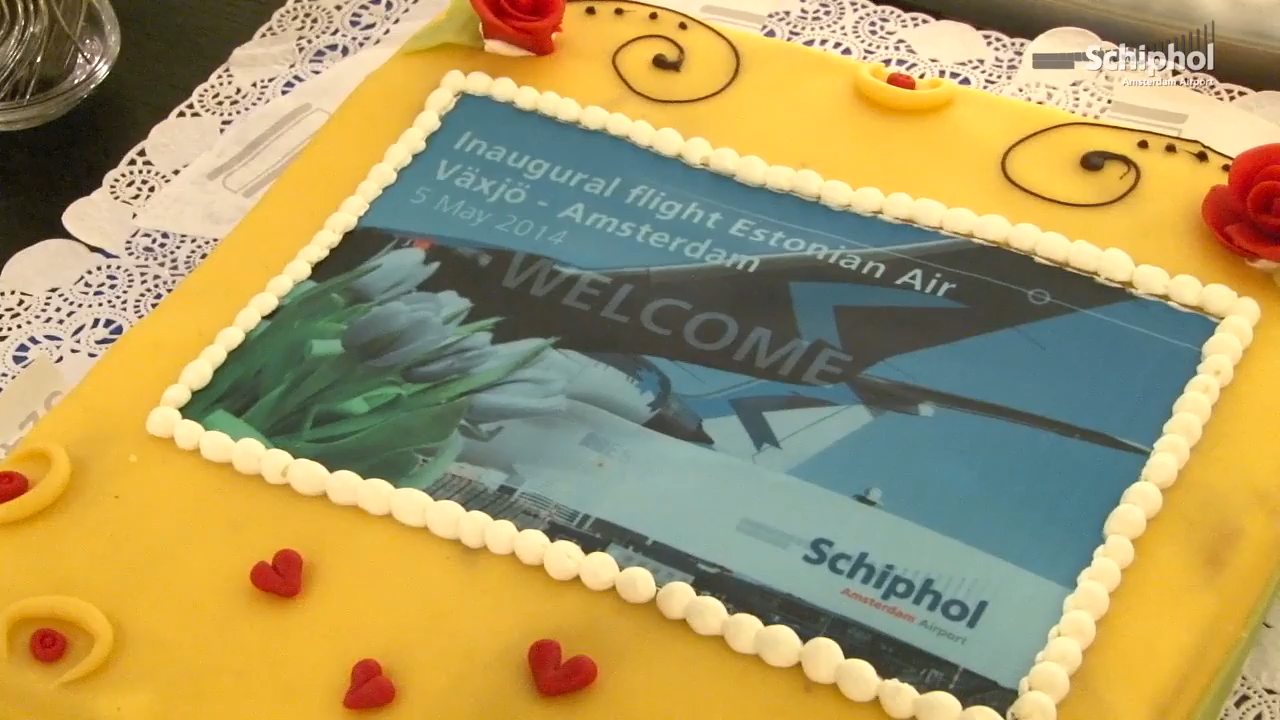 Schiphol
Amsterdam Airport
Inaugural flight Estonian Air
Växjö - Amsterdam
5 May 2014
WELCOME
Schiphol
Amsterdam Airport